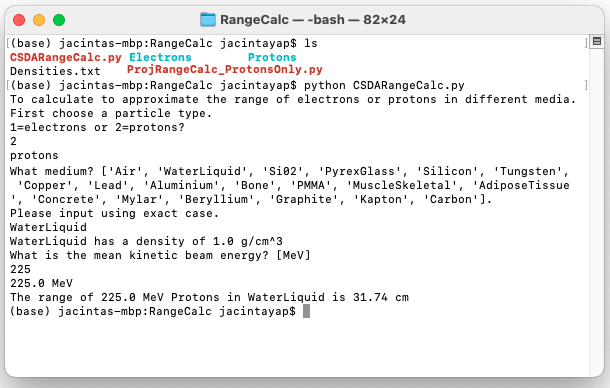 RangeCalc — -bash — 82×24
(base) jacintas-mbp:RangeCalc jacintayap$ ls
CSDARangeCalc.py Electrons Protons
Densities.txt ProjRangeCalc_ProtonsOnly.py
(base) jacintas-mbp:RangeCalc jacintayap$ python CSDARangeCalc.py
To calculate to approximate the range of electrons or protons in different media.
First choose a particle type.
1=electrons or 2=protons?
2
protons
What medium? ['Air', 'WaterLiquid', 'Si02', 'PyrexGlass', 'Silicon', 'Tungsten',
'Copper', 'Lead', 'Aluminium', 'Bone', 'PMMA', 'MuscleSkeletal', 'AdiposeTissue
', 'Concrete', 'Mylar', 'Beryllium', 'Graphite', 'Kapton', 'Carbon'].
Please input using exact case.
WaterLiquid
WaterLiquid has a density of 1.0 g/cm^3
What is the mean kinetic beam energy? [MeV]
225
225.0 MeV
The range of 225.0 MeV Protons in WaterLiquid is 31.74 cm
(base) jacintas-mbp:RangeCalc jacintayap$